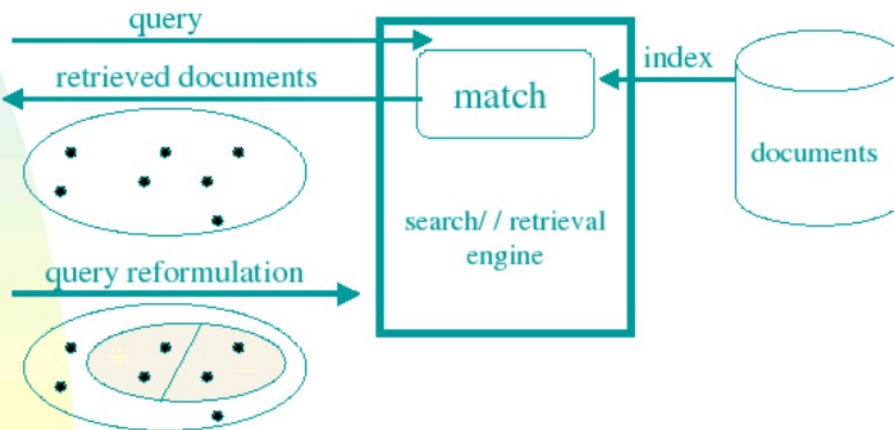 query
retrieved documents
match
index
documents
search/ / retrieval
engine
query reformulation
+